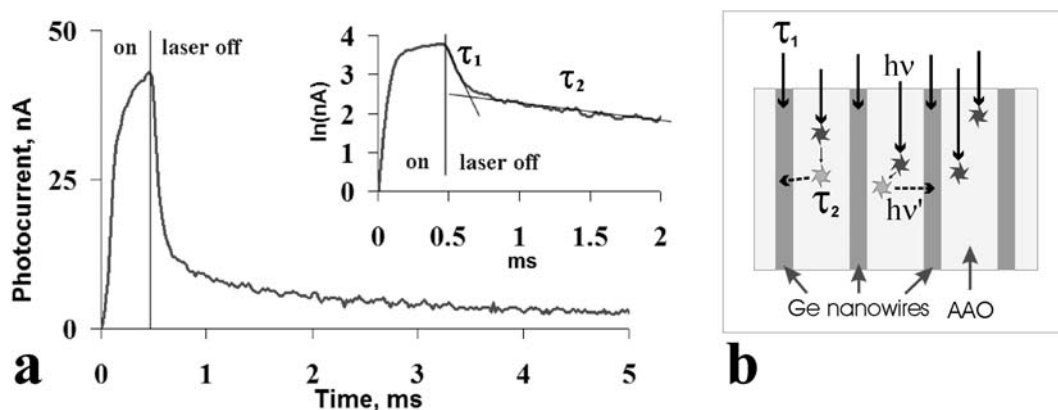 50
25
0
Photocurrent, nA
on
laser off
0
1
2
3
4
5
Time, ms
a
4
3
2
1
0
ln(nA)
τ1
τ2
on
laser off
0
0.5
1
1.5
2
ms
τ1
hν
τ2
hν'
Ge nanowires
AAO
b